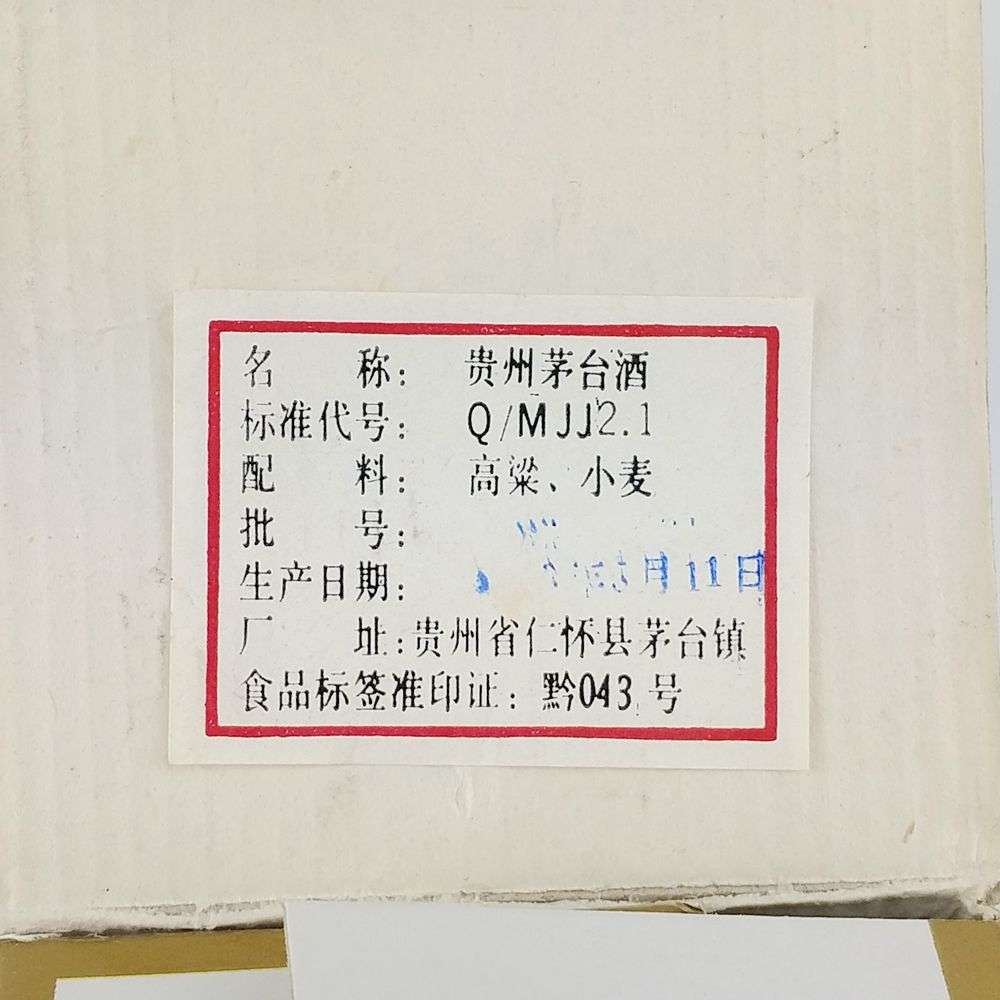 名 称： 贵州茅台酒
标准代号： Q/MJJ2.1
配 料： 高粱、小麦
批 号：
生产日期： 月11日
厂 址：贵州省仁怀县茅台镇
食品标签准印证：黔043号